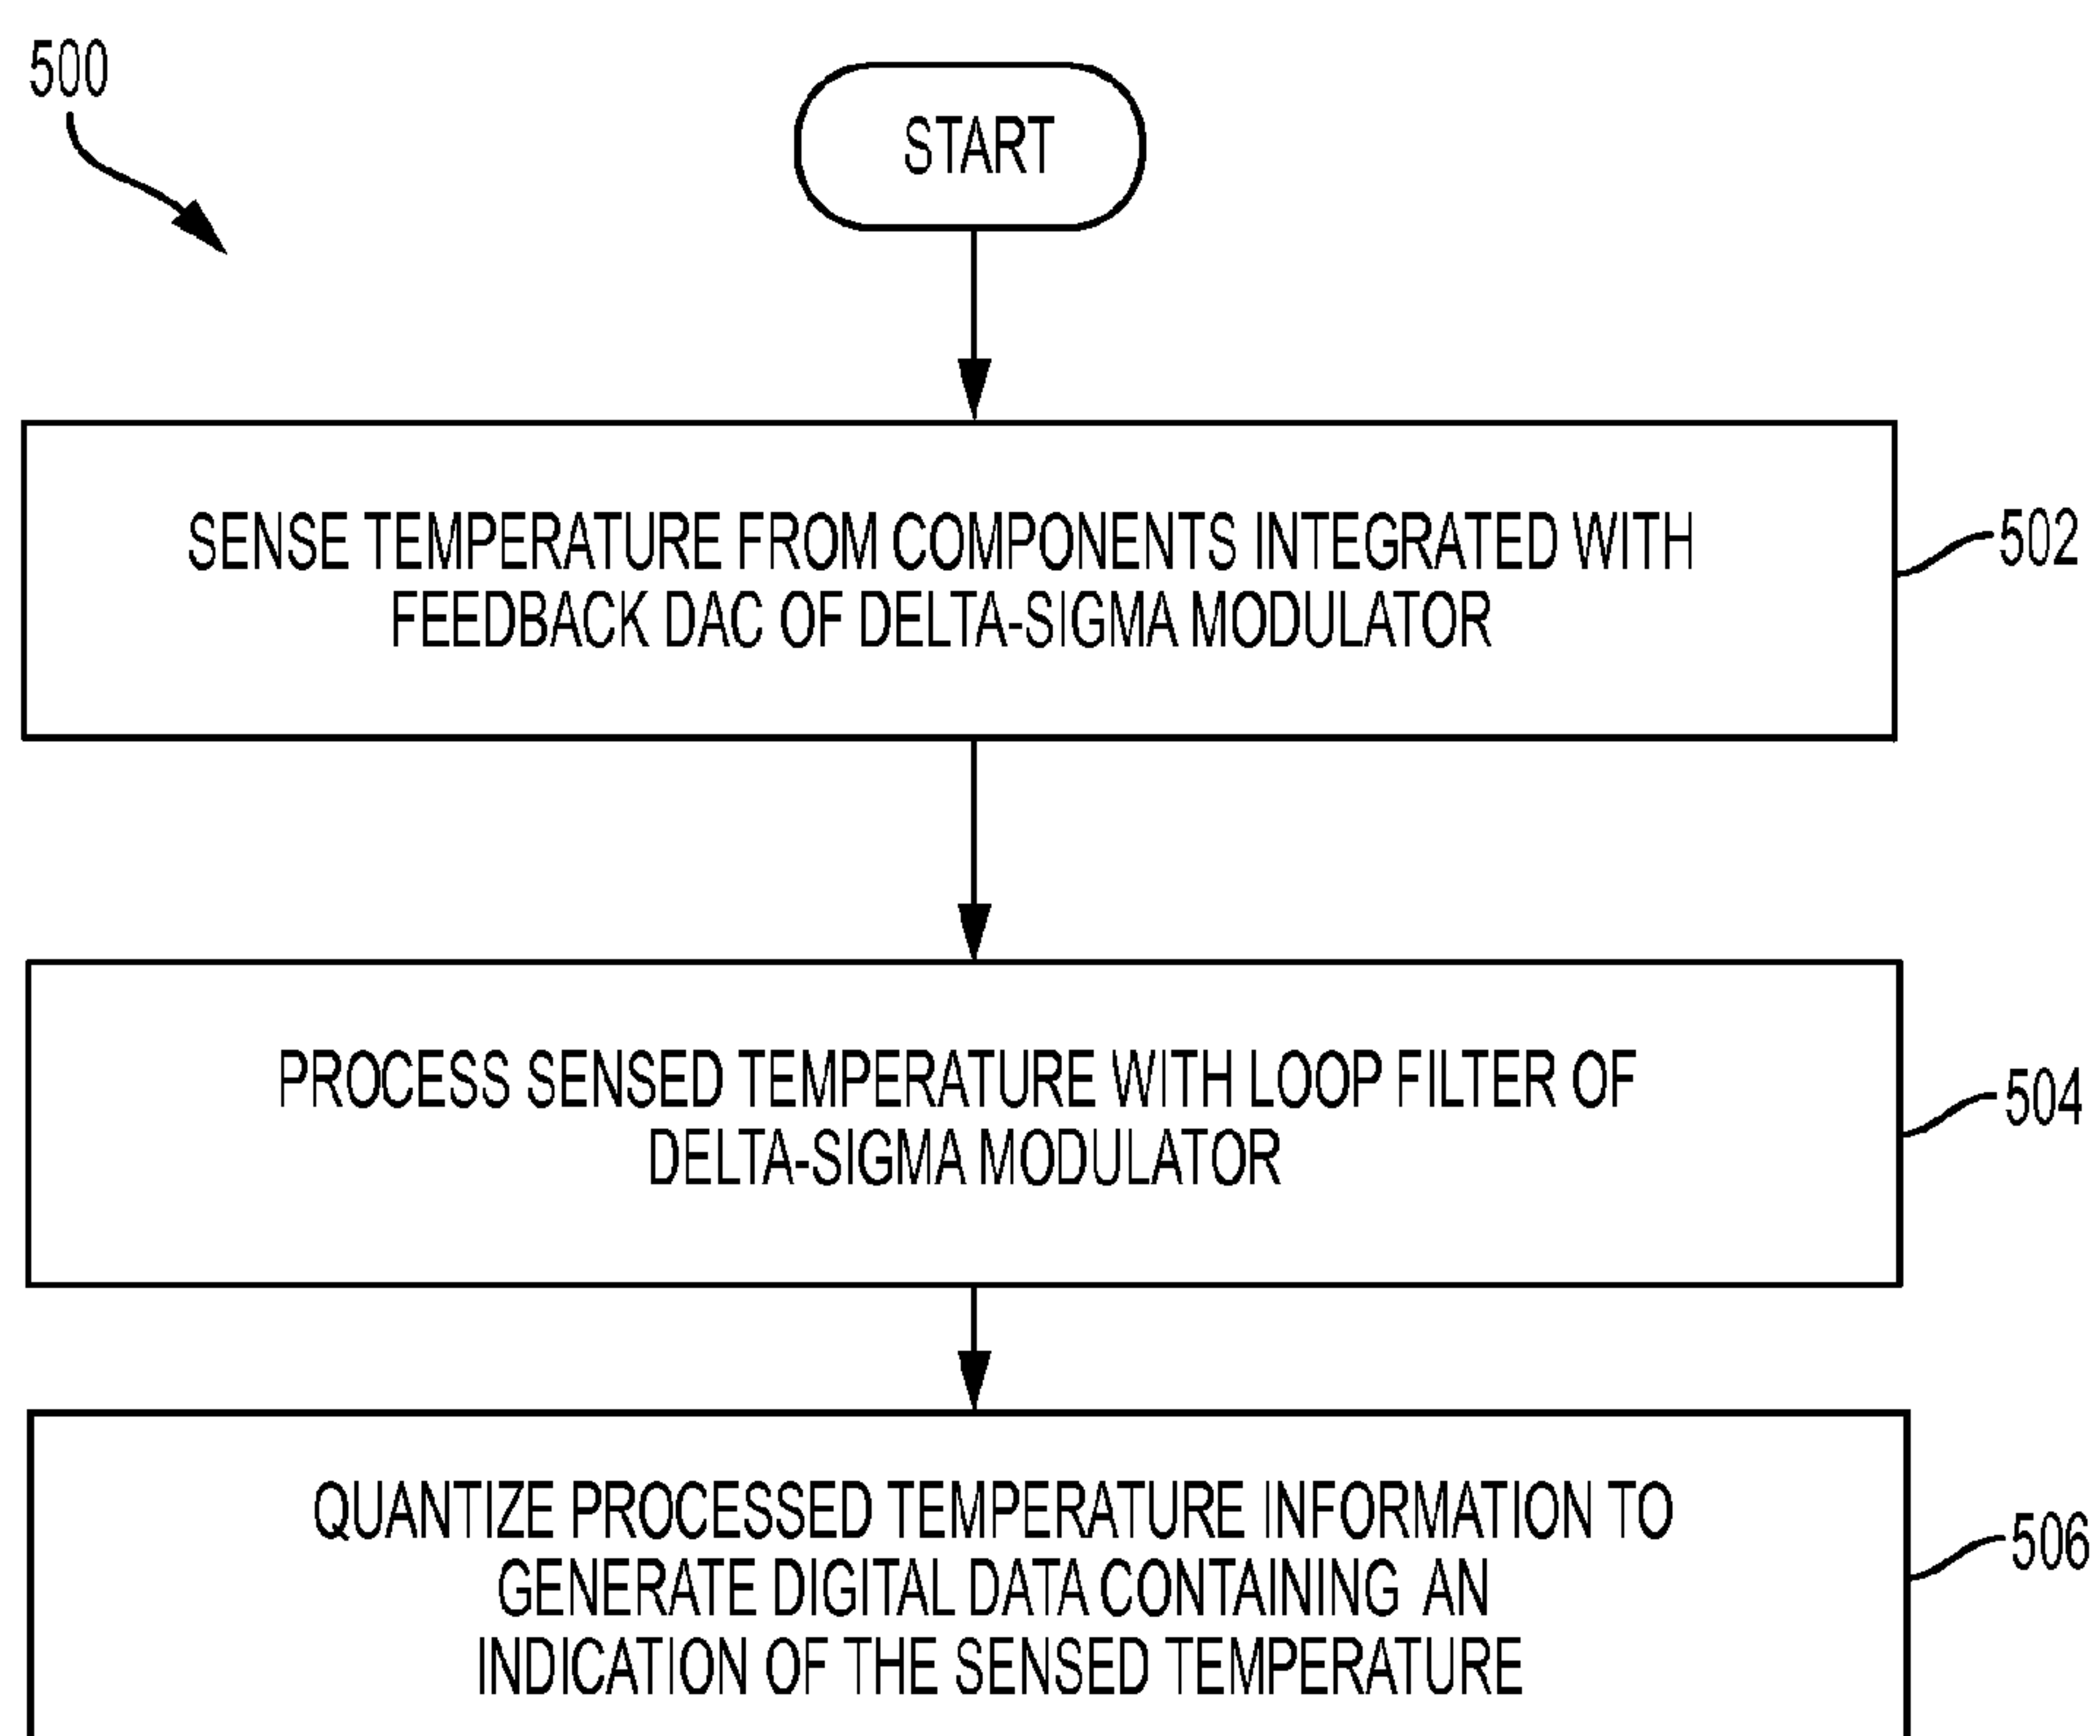 500
START
SENSE TEMPERATURE FROM COMPONENTS INTEGRATED WITH
FEEDBACK DAC OF DELTA-SIGMA MODULATOR
502
PROCESS SENSED TEMPERATURE WITH LOOP FILTER OF
DELTA-SIGMA MODULATOR
504
QUANTIZE PROCESSED TEMPERATURE INFORMATION TO
GENERATE DIGITAL DATA CONTAINING AN
INDICATION OF THE SENSED TEMPERATURE
506